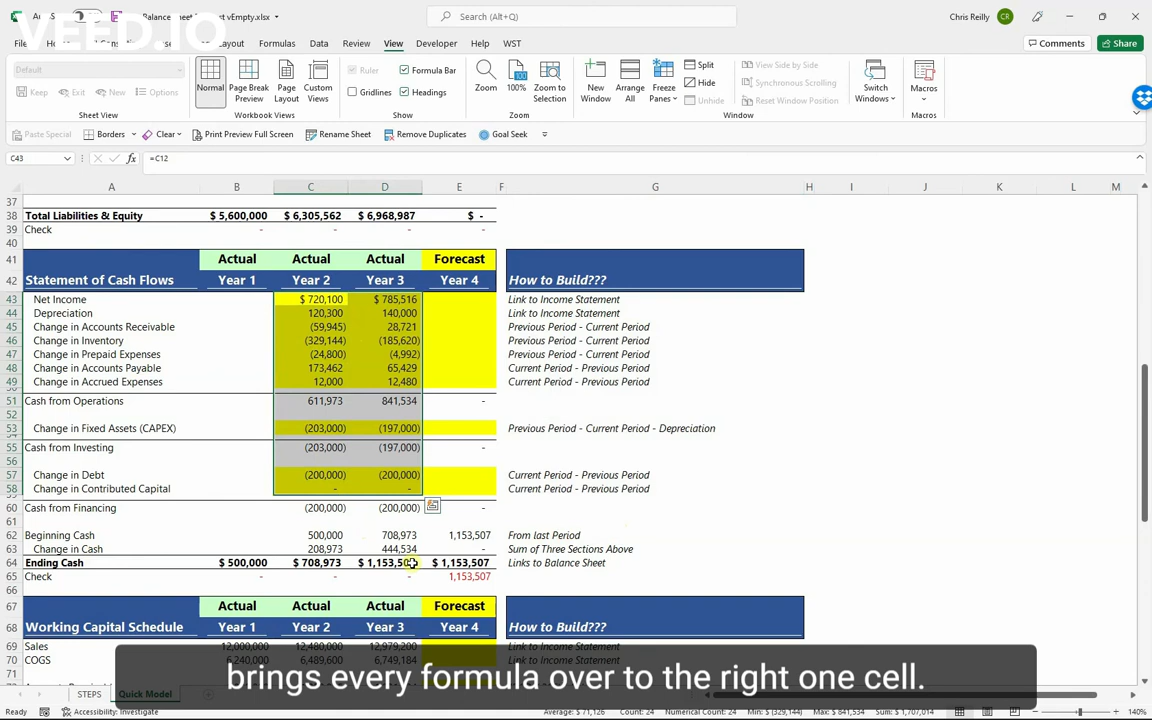 VEED.IO
Balance Sheet
st vEmpty.xlsx
Search (Alt+Q)
Chris Reilly CR
Layout Formulas Data Review View Developer Help WST
Comments Share
Default
Keep Exit New Options
Sheet View
Normal Page Break Preview Page Layout Custom Views
Workbook Views
Ruler Formula Bar
Gridlines Headings
Show
Zoom 100% Zoom to Selection
Zoom
New Window Arrange All Freeze Panes
Split View Side by Side
Hide Synchronous Scrolling
Unhide Reset Window Position
Switch Windows
Window
Macros
Macros
Paste Special Borders Clear Print Preview Full Screen Rename Sheet Remove Duplicates Goal Seek
C43 fx =C12
A B C D E F G H I J K L M
37
38 Total Liabilities & Equity $ 5,600,000 $ 6,305,562 $ 6,968,987 $ -
39 Check - - - -
40
41 Actual Actual Actual Forecast
42 Statement of Cash Flows Year 1 Year 2 Year 3 Year 4 How to Build???
43 Net Income $ 720,100 $ 785,516 Link to Income Statement
44 Depreciation 120,300 140,000 Link to Income Statement
45 Change in Accounts Receivable (59,945) 28,721 Previous Period - Current Period
46 Change in Inventory (329,144) (185,620) Previous Period - Current Period
47 Change in Prepaid Expenses (24,800) (4,992) Previous Period - Current Period
48 Change in Accounts Payable 173,462 65,429 Current Period - Previous Period
49 Change in Accrued Expenses 12,000 12,480 Current Period - Previous Period
51 Cash from Operations 611,973 841,534 -
52
53 Change in Fixed Assets (CAPEX) (203,000) (197,000) Previous Period - Current Period - Depreciation
55 Cash from Investing (203,000) (197,000) -
56
57 Change in Debt (200,000) (200,000) Current Period - Previous Period
58 Change in Contributed Capital - - Current Period - Previous Period
60 Cash from Financing (200,000) (200,000) -
61
62 Beginning Cash 500,000 708,973 1,153,507 From last Period
63 Change in Cash 208,973 444,534 - Sum of Three Sections Above
64 Ending Cash $ 500,000 $ 708,973 $ 1,153,50 $ 1,153,507 Links to Balance Sheet
65 Check - - - 1,153,507
66
67 Actual Actual Actual Forecast
68 Working Capital Schedule Year 1 Year 2 Year 3 Year 4 How to Build???
69 Sales 12,000,000 12,480,000 12,979,200 Link to Income Statement
70 COGS 6,240,000 6,489,600 6,749,184
71
brings every formula over to the right one cell.
STEPS Quick Model
Ready Accessibility: Investigate Average: $ 71,126 Count: 24 Numerical Count: 24 Min: $ (329,144) Max: $ 841,534 Sum: $ 1,707,014 140%